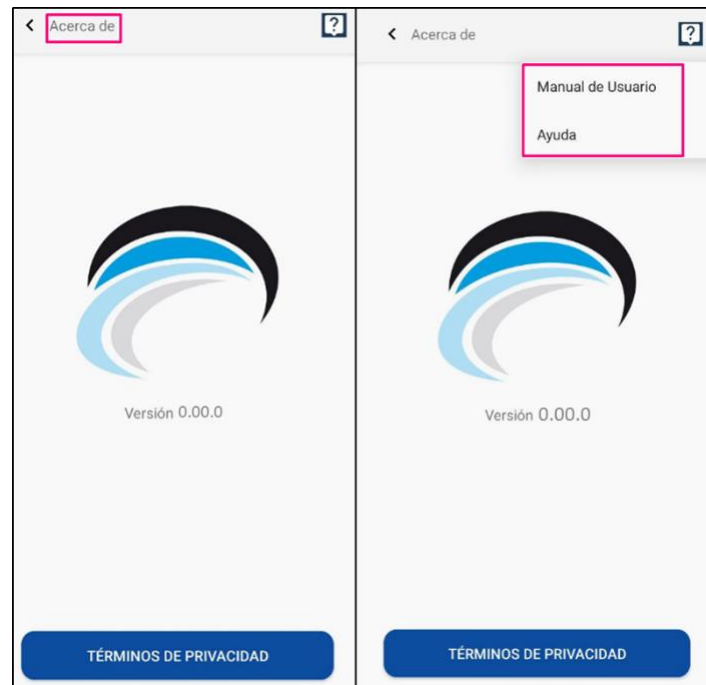 Acerca de
?
Versión 0.00.0
TÉRMINOS DE PRIVACIDAD
Acerca de
?
Manual de Usuario
Ayuda
Versión 0.00.0
TÉRMINOS DE PRIVACIDAD